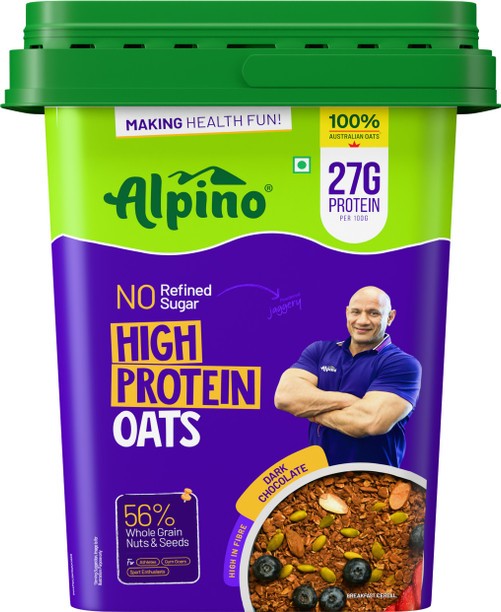 MAKING HEALTH FUN!
100%
AUSTRALIAN OATS
Alpino®
27G
PROTEIN
PER 100G
NO Refined
Sugar
jaggery
HIGH
PROTEIN
OATS
Alpino
DARK
CHOCOLATE
HIGH IN FIBRE
56%
Whole Grain
Nuts & Seeds
For Athletes Gym-Goers
Sport Enthusiasts
BREAKFAST CEREAL